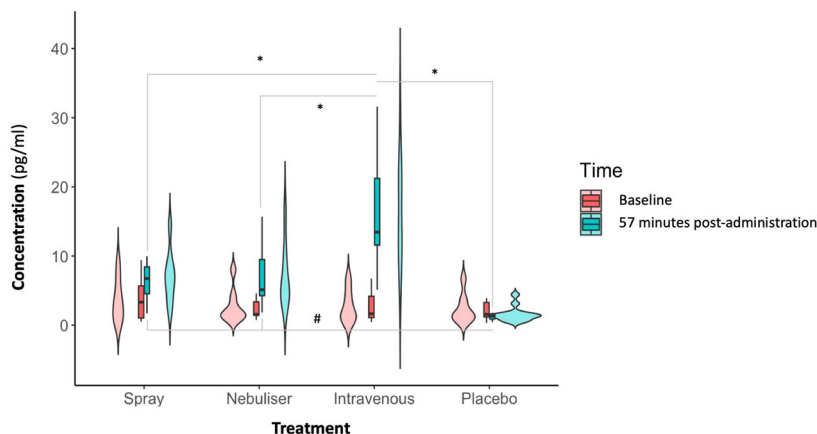 *
*
*
#
40
30
20
10
0
Concentration (pg/ml)
Spray Nebuliser Intravenous Placebo
Treatment
Time
Baseline
57 minutes post-administration